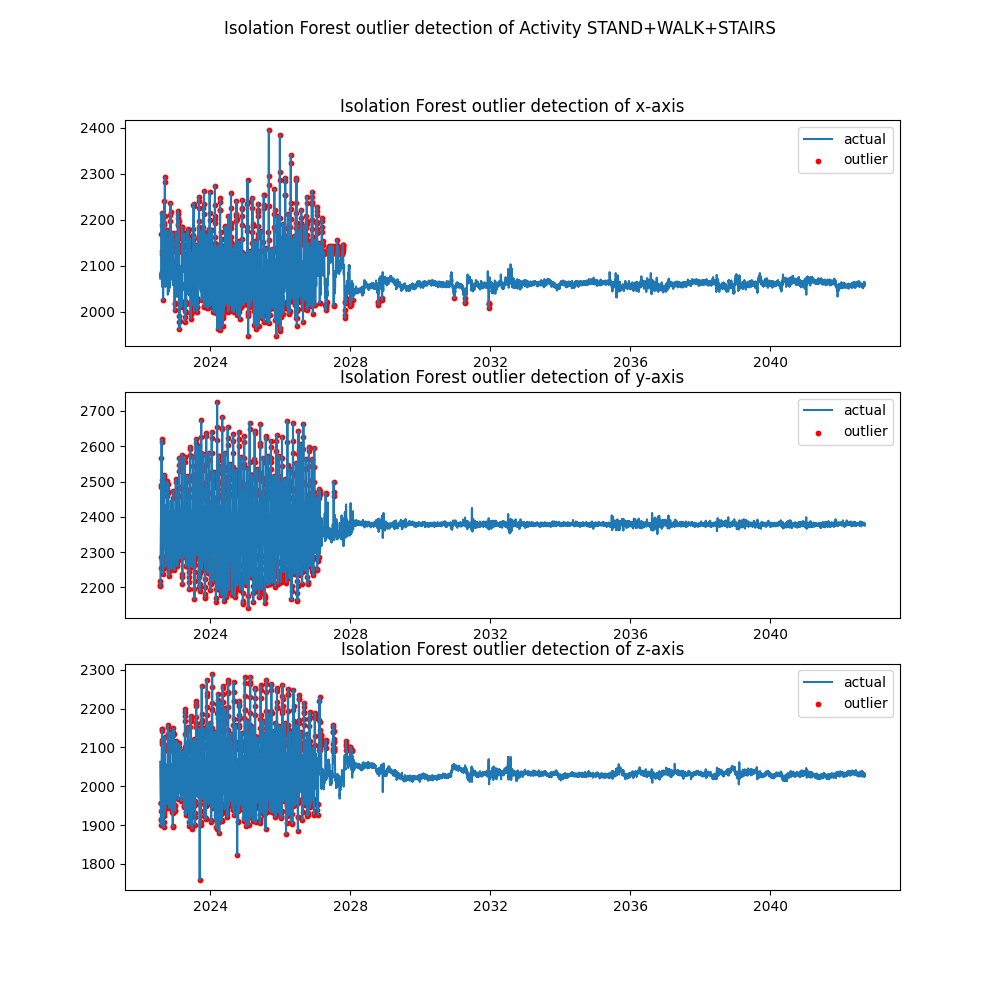 Isolation Forest outlier detection of Activity STAND+WALK+STAIRS
Isolation Forest outlier detection of x-axis
2400
2300
2200
2100
2000
actual
outlier
2024 2028 2032 2036 2040
Isolation Forest outlier detection of y-axis
2700
2600
2500
2400
2300
2200
actual
outlier
2024 2028 2032 2036 2040
Isolation Forest outlier detection of z-axis
2300
2200
2100
2000
1900
1800
actual
outlier
2024 2028 2032 2036 2040